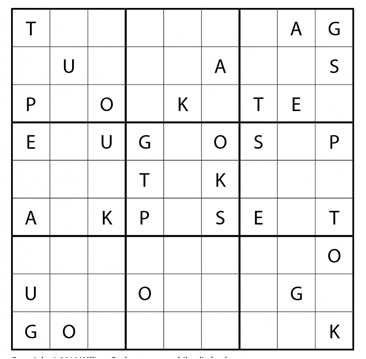 T A G
U A S
P O K T E
E U G O S P
T K
A K P S E T
O
U O G
G O K